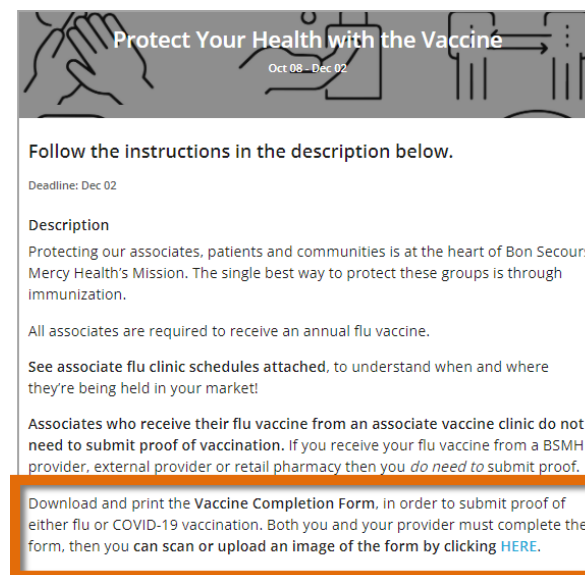 Protect Your Health with the Vaccine
Oct 08 - Dec 02
Follow the instructions in the description below.
Deadline: Dec 02
Description
Protecting our associates, patients and communities is at the heart of Bon Secours
Mercy Health's Mission. The single best way to protect these groups is through
immunization.
All associates are required to receive an annual flu vaccine.
See associate flu clinic schedules attached, to understand when and where
they're being held in your market!
Associates who receive their flu vaccine from an associate vaccine clinic do not
need to submit proof of vaccination. If you receive your flu vaccine from a BSMH
provider, external provider or retail pharmacy then you do need to submit proof.
Download and print the Vaccine Completion Form, in order to submit proof of
either flu or COVID-19 vaccination. Both you and your provider must complete the
form, then you can scan or upload an image of the form by clicking HERE.